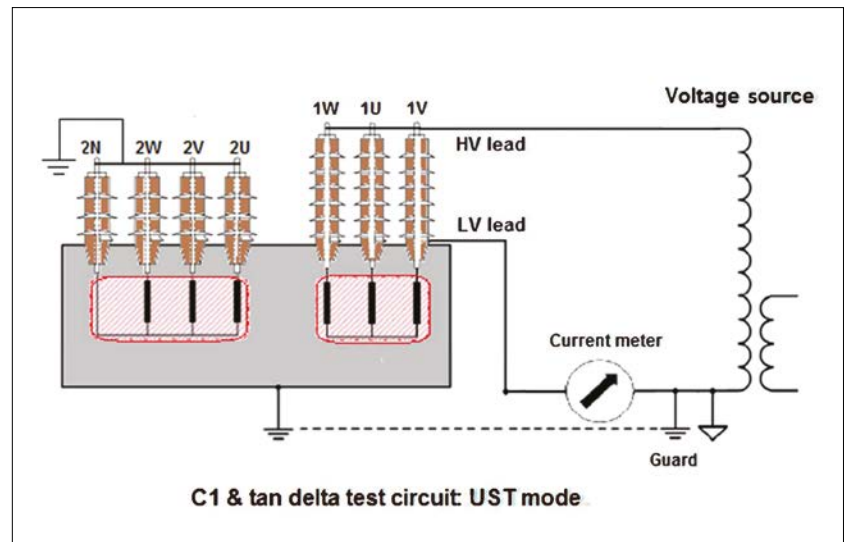 Voltage source
1W 1U 1V
HV lead
2N 2W 2V 2U
LV lead
Current meter
Guard
C1 & tan delta test circuit: UST mode